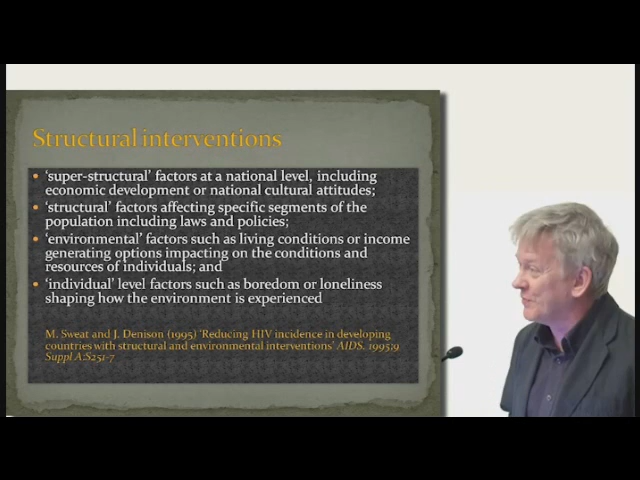 Structural interventions
• ‘super-structural’ factors at a national level, including
economic development or national cultural attitudes;
• ‘structural’ factors affecting specific segments of the
population including laws and policies;
• ‘environmental’ factors such as living conditions or income
generating options impacting on the conditions and
resources of individuals; and
• ‘individual’ level factors such as boredom or loneliness
shaping how the environment is experienced
M. Sweat and J. Denison (1995) ‘Reducing HIV incidence in developing
countries with structural and environmental interventions’ AIDS. 1995;9
Suppl A:S251-7